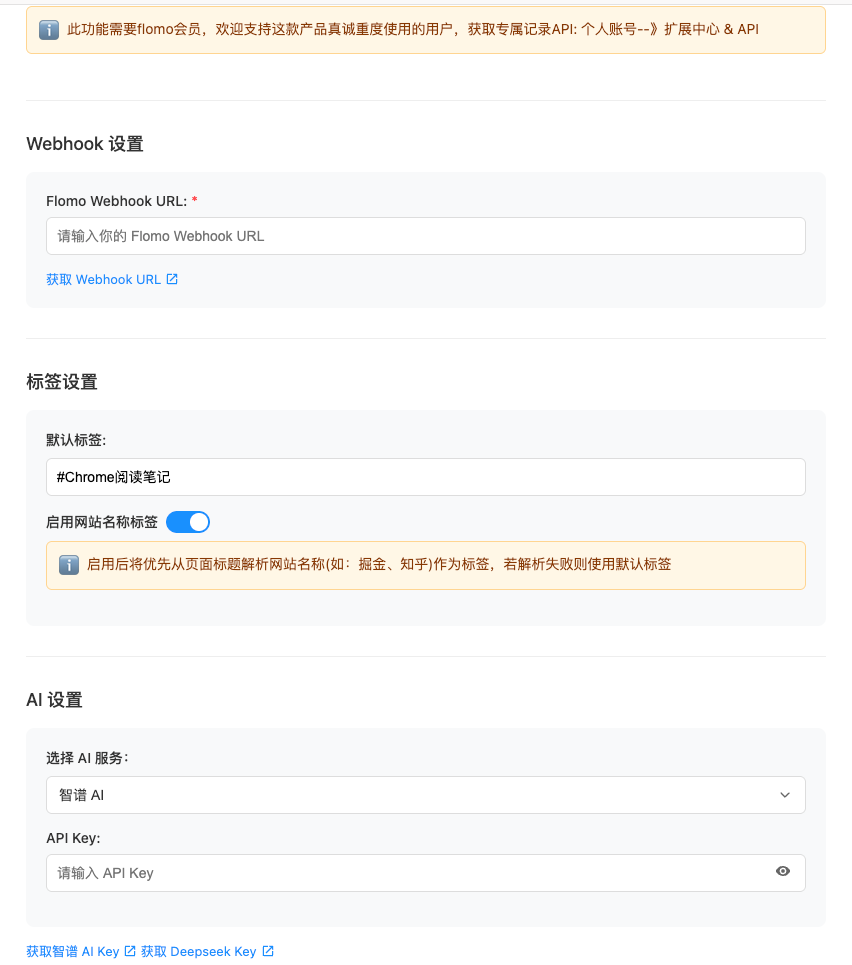 此功能需要flomo会员，欢迎支持这款产品真诚重度使用的用户，获取专属记录API: 个人账号--》扩展中心 & API
Webhook 设置
Flomo Webhook URL: *
请输入你的 Flomo Webhook URL
获取 Webhook URL
标签设置
默认标签:
#Chrome阅读笔记
启用网站名称标签
启用后将优先从页面标题解析网站名称(如：掘金、知乎)作为标签，若解析失败则使用默认标签
AI 设置
选择 AI 服务：
智谱 AI
API Key:
请输入 API Key
获取智谱 AI Key 获取 Deepseek Key